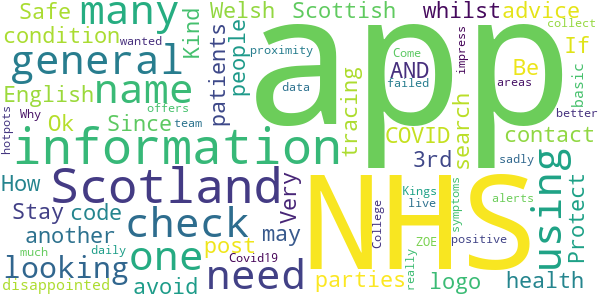 Safe
many
Kind
Welsh
Scottish
whilst
advice
collect
condition
wanted
people
app
proximity
AND
impress
If
general
patients
Come
failed
areas
Be
basic
English
name
tracing
data
better
hotpots
Why
offers
team
Ok
Since
COVID
search
contact
information
3rd
sadly
How
Scotland
Very
NHS
Kings
live
symptoms
alerts
using
Protect
Stay
code
check
may
College
ZOE
positive
another
one
post
really
much
daily
Covid19
looking
avoid
need
parties
logo
health
disappointed